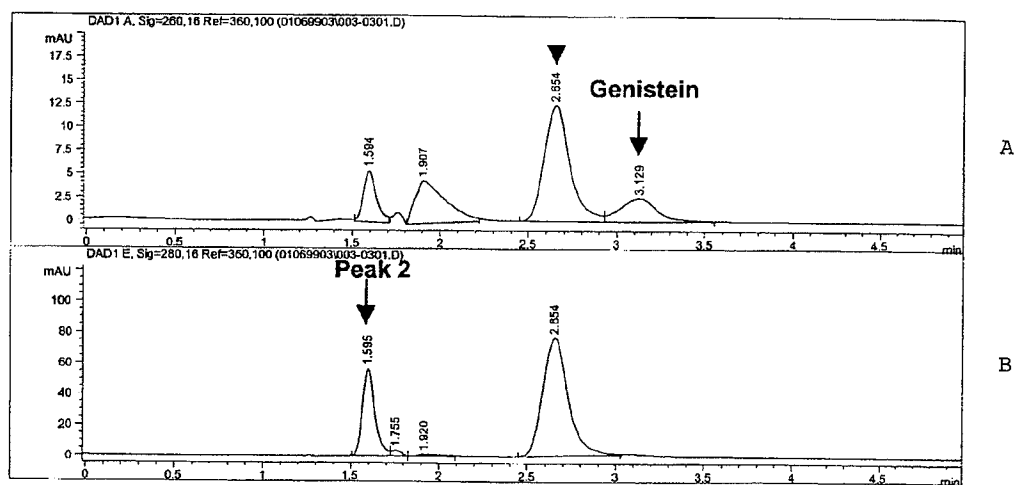 DAD1 A, Sig=260,16 Ref=360,100 (01069903\003-0301.D)
mAU
17.5
15
12.5
10
7.5
5
2.5
0
1.594
1.907
2.654
Genistein
3.129
A
0 0.5 1 1.5 2 2.5 3 3.5 4 4.5 min
DAD1 E, Sig=280,16 Ref=350,100 (01069903\003-0301.D)
mAU
Peak 2
100
80
60
40
20
0
1.595
1.755
1.920
2.654
B
0 0.5 1 1.5 2 2.5 3 3.5 4 4.5 min